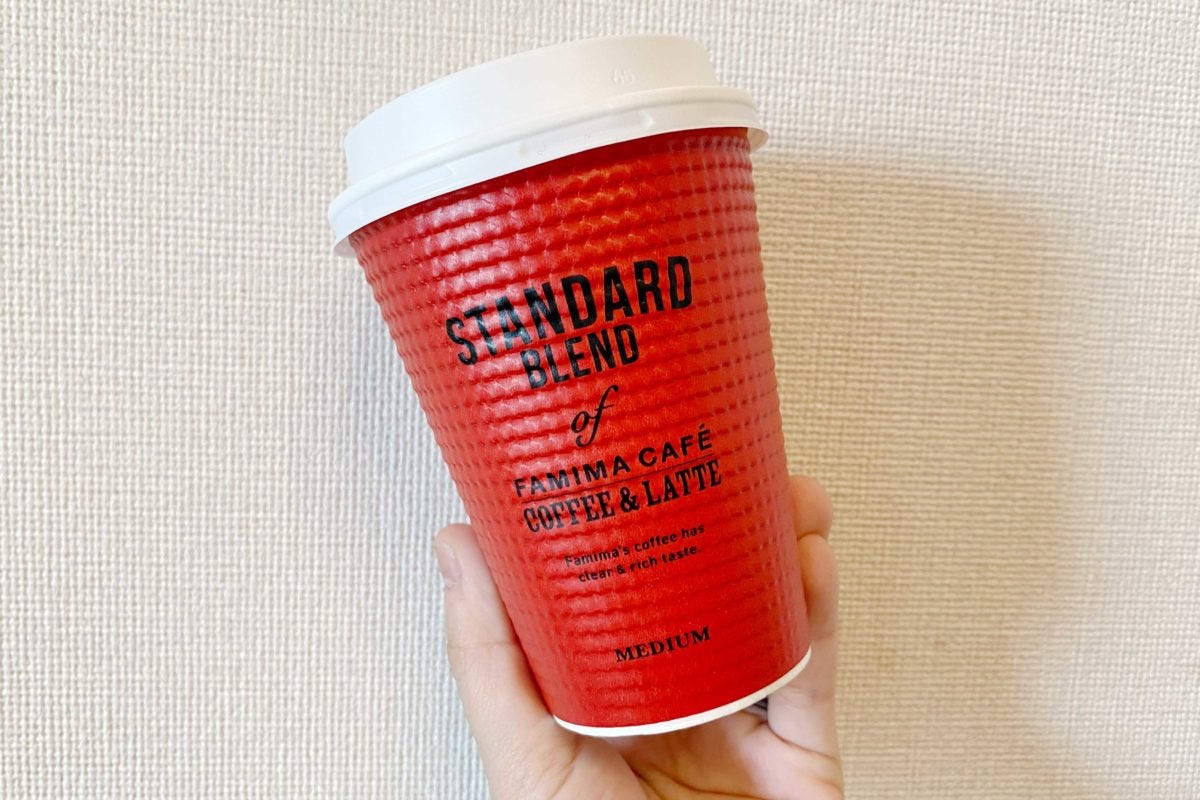 STANDARD
BLEND
of
FAMIMA CAFÉ
COFFEE & LATTE
Famima's coffee has
clear & rich taste.
MEDIUM